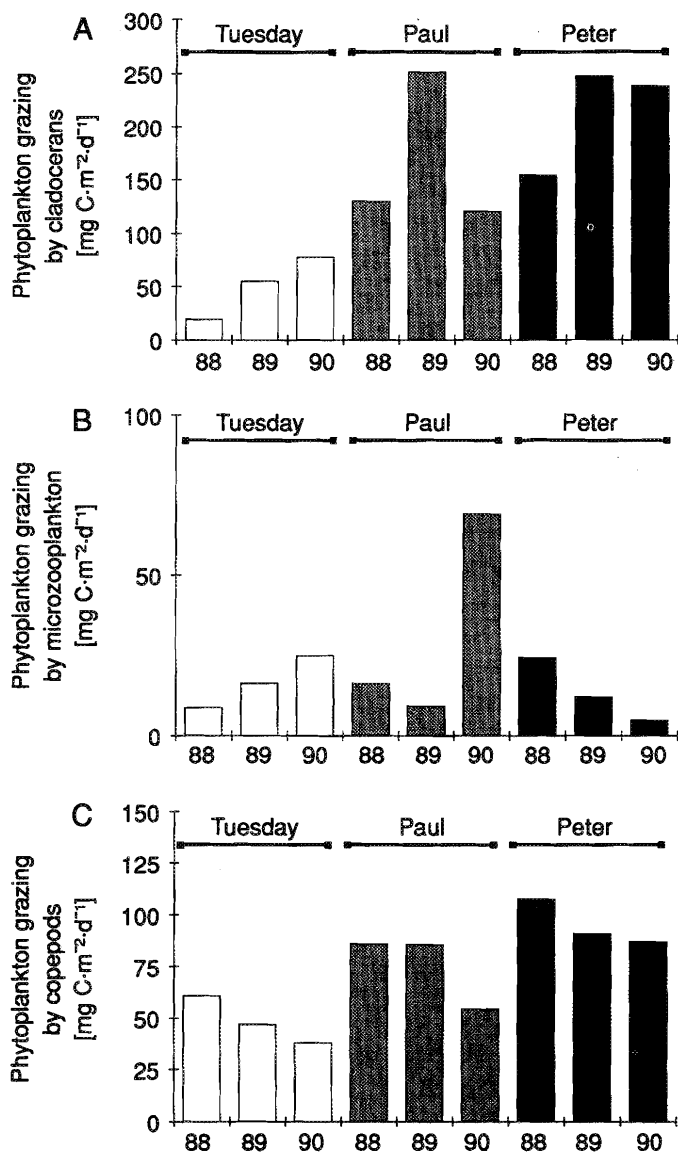 A
Tuesday Paul Peter
Phytoplankton grazing
by cladocerans
[mg C·m⁻²·d⁻¹]
300
250
200
150
100
50
0
88 89 90 88 89 90 88 89 90
B
Tuesday Paul Peter
Phytoplankton grazing
by microzooplankton
[mg C·m⁻²·d⁻¹]
100
50
0
88 89 90 88 89 90 88 89 90
C
Tuesday Paul Peter
Phytoplankton grazing
by copepods
[mg C·m⁻²·d⁻¹]
150
125
100
75
50
25
0
88 89 90 88 89 90 88 89 90